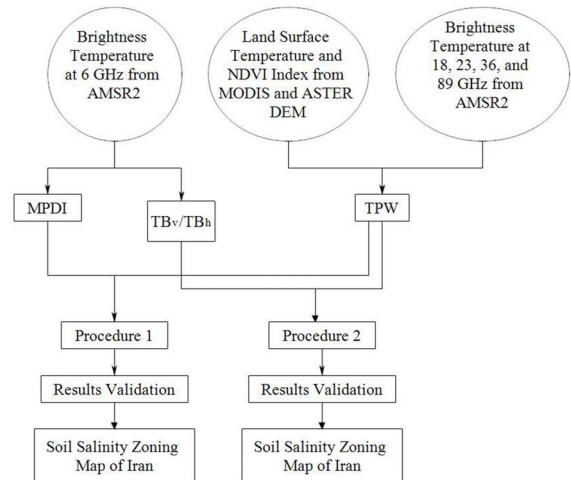 Brightness
Temperature
at 6 GHz from
AMSR2
Land Surface
Temperature and
NDVI Index from
MODIS and ASTER
DEM
Brightness
Temperature at
18, 23, 36, and
89 GHz from
AMSR2
MPDI
TBv/TBh
TPW
Procedure 1
Procedure 2
Results Validation
Results Validation
Soil Salinity Zoning
Map of Iran
Soil Salinity Zoning
Map of Iran